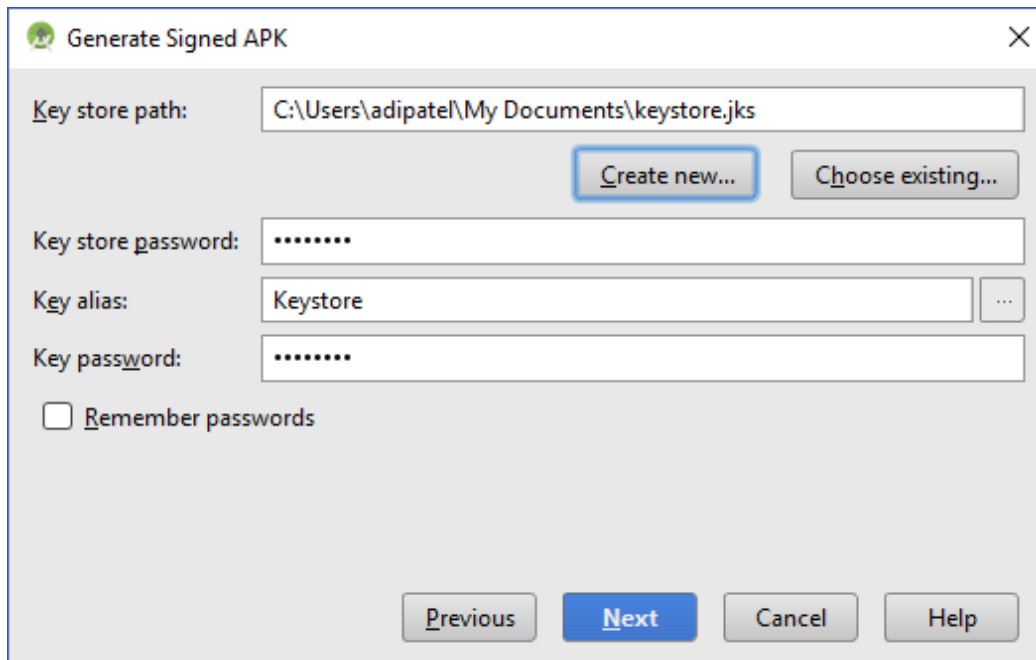 Generate Signed APK
Key store path: C:\Users\adipatel\My Documents\keystore.jks
Create new... Choose existing...
Key store password: ••••••••
Key alias: Keystore ...
Key password: ••••••••
Remember passwords
Previous Next Cancel Help